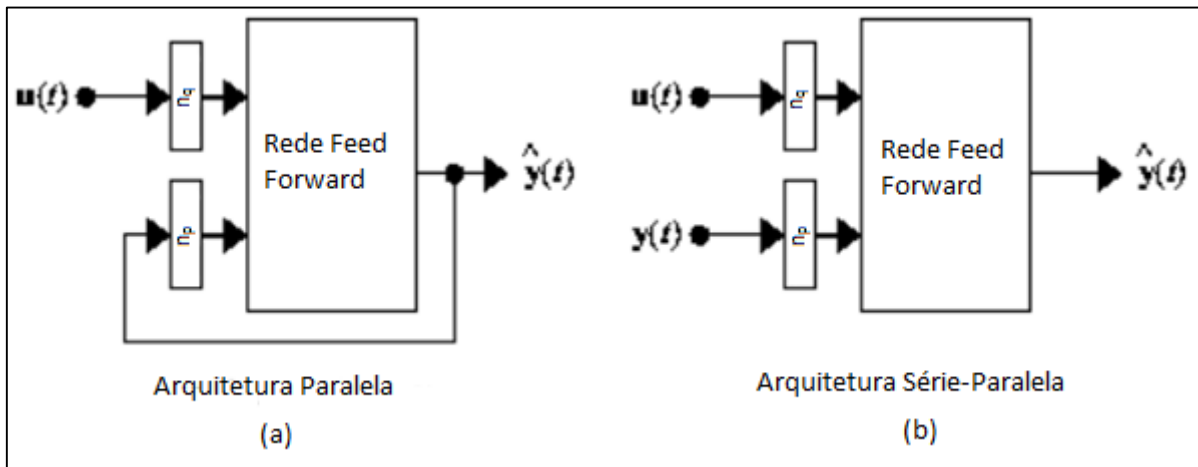 u(t)
n_q
Rede Feed
Forward
n_p
ŷ(t)
Arquitetura Paralela
(a)
u(t)
n_q
Rede Feed
Forward
y(t)
n_p
ŷ(t)
Arquitetura Série-Paralela
(b)